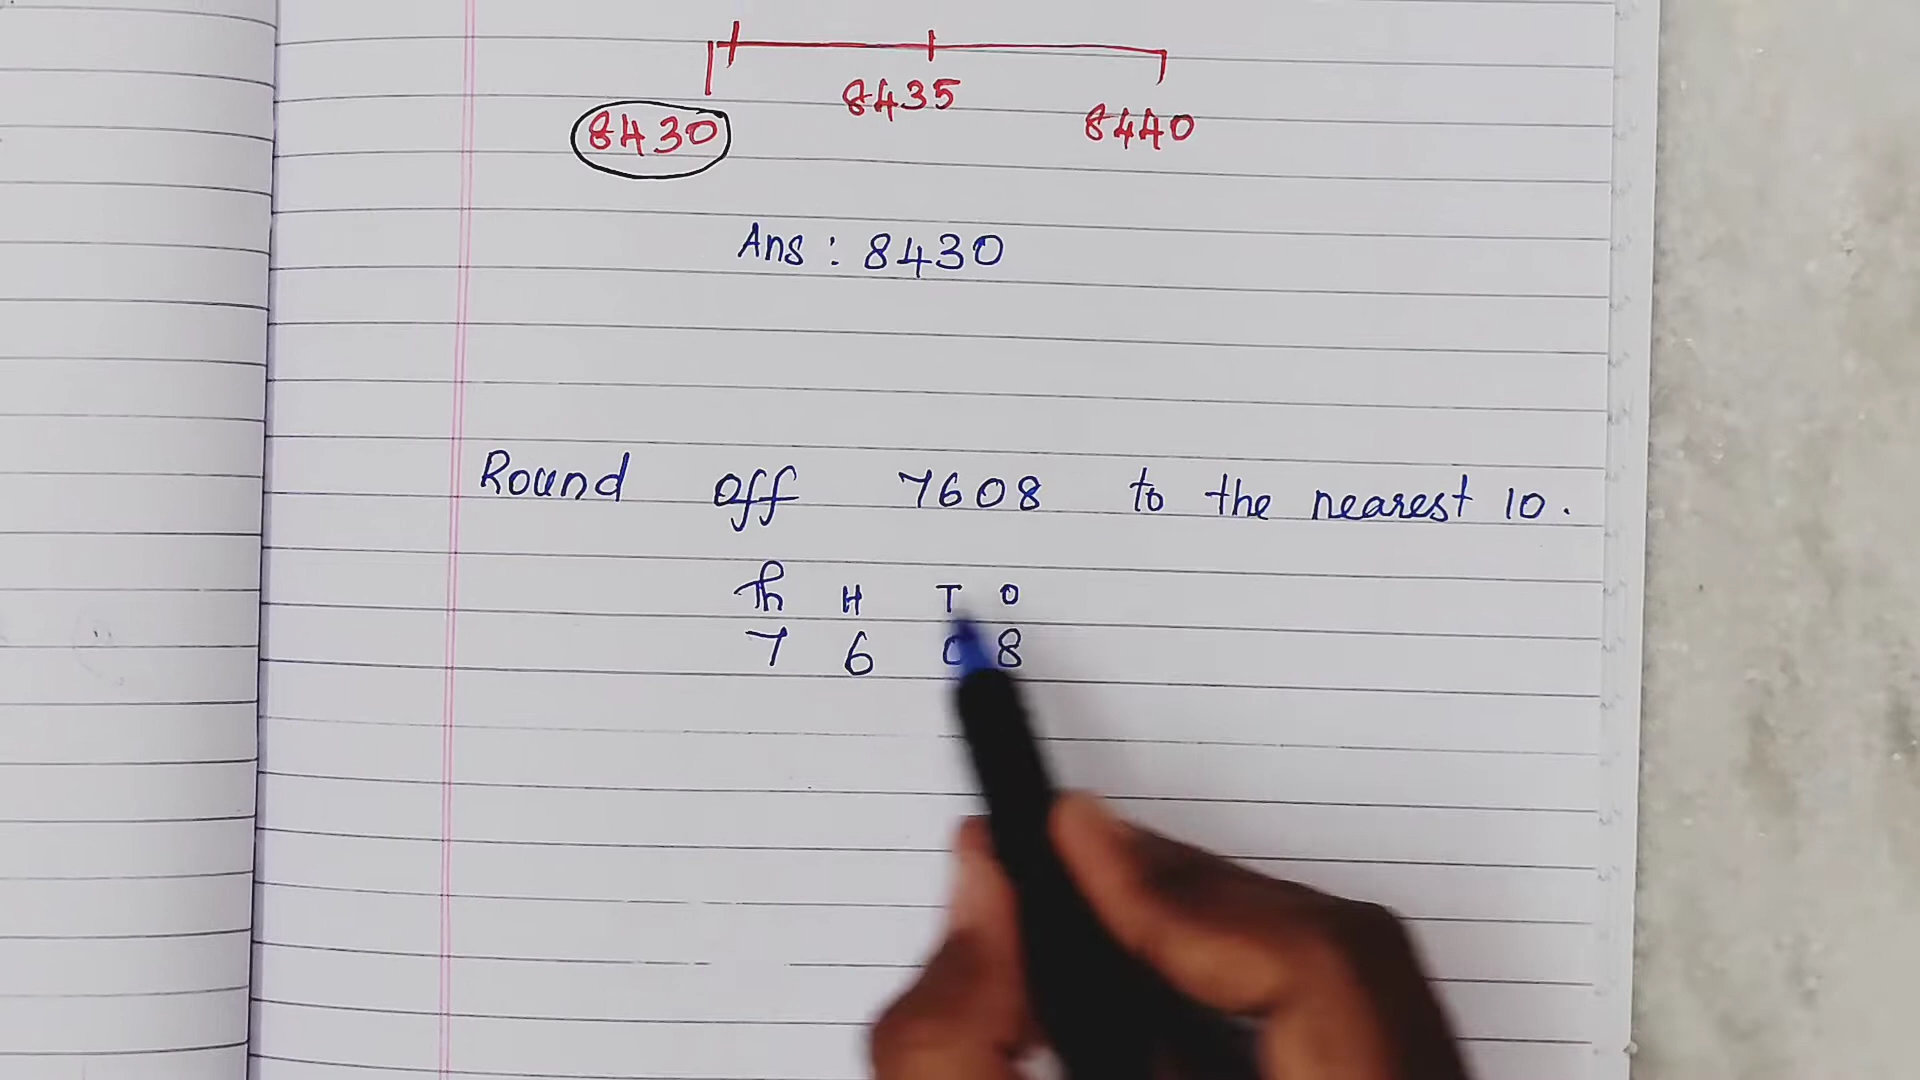 8435
8430 8440
Ans : 8430
Round off 7608 to the nearest 10.
Th H T O
7 6 0 8